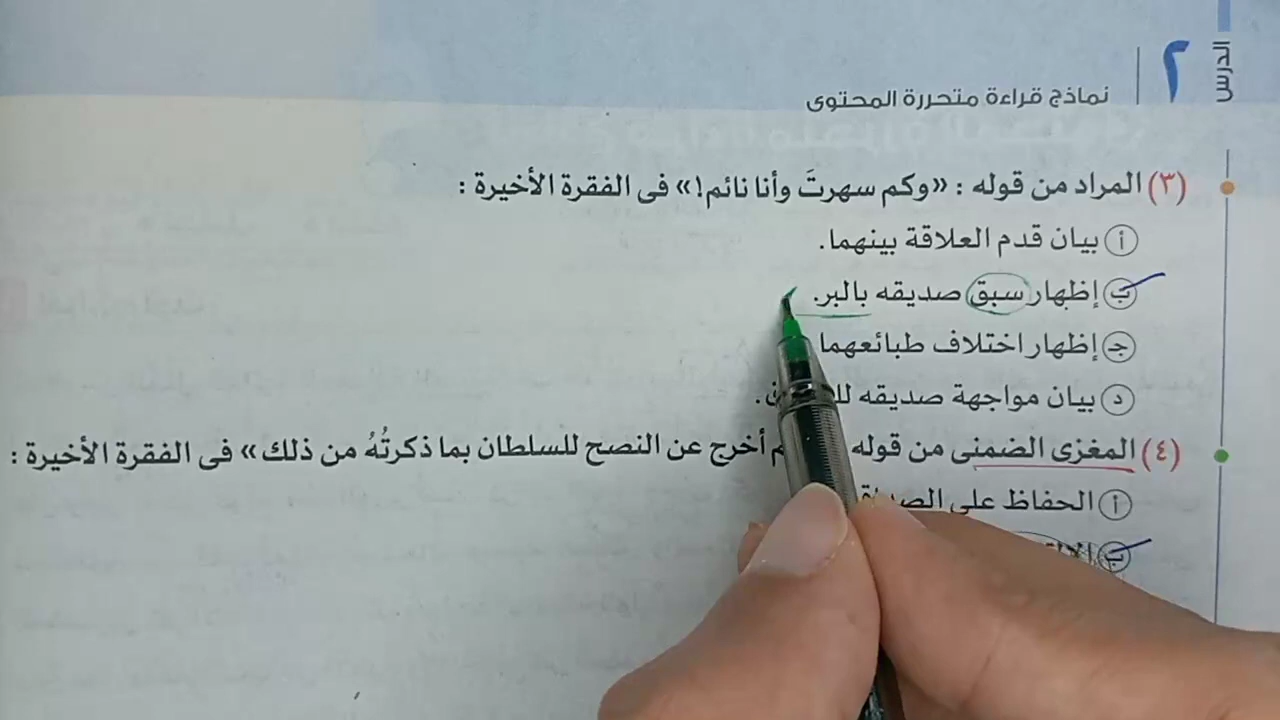 الدرس
٢
نماذج قراءة متحررة المحتوى
(٣) المراد من قوله : «وكم سهرتَ وأنا نائم!» فى الفقرة الأخيرة :
أ بيان قدم العلاقة بينهما.
ب إظهار سبق صديقه بالبر.
ج إظهار اختلاف طبائعهما
د بيان مواجهة صديقه
(٤) المغزى الضمنى من قوله أخرج عن النصح للسلطان بما ذكرتُهُ من ذلك» فى الفقرة الأخيرة :
أ الحفاظ على
ب